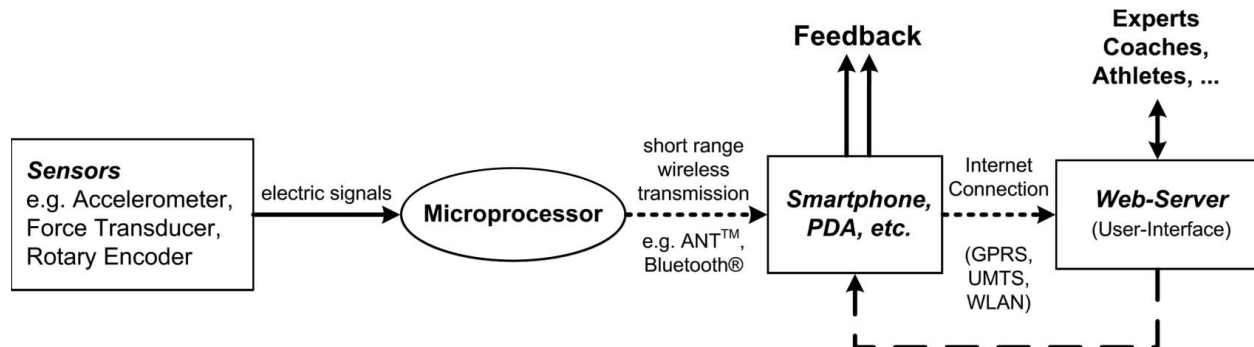 Feedback
Experts
Coaches,
Athletes, ...
Sensors
e.g. Accelerometer,
Force Transducer,
Rotary Encoder
electric signals
Microprocessor
short range
wireless
transmission
e.g. ANT™,
Bluetooth®
Smartphone,
PDA, etc.
Internet
Connection
(GPRS,
UMTS,
WLAN)
Web-Server
(User-Interface)